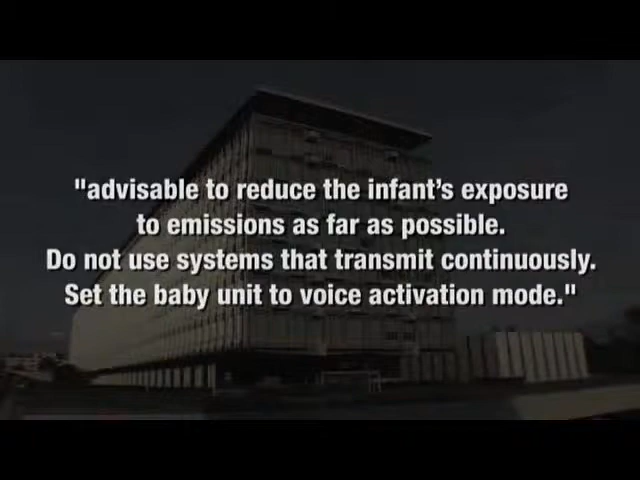 "advisable to reduce the infant’s exposure
to emissions as far as possible.
Do not use systems that transmit continuously.
Set the baby unit to voice activation mode."